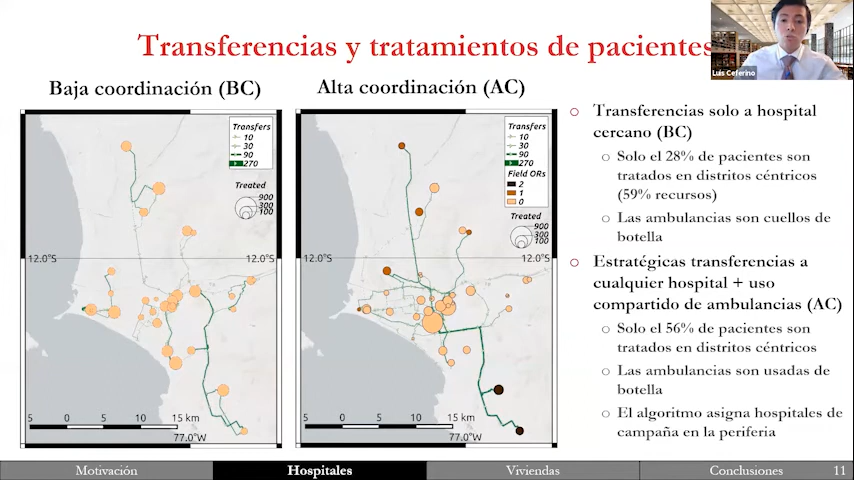 Transferencias y tratamientos de pacientes
Luis Ceferino
Baja coordinación (BC)
Transfers
10
30
90
270
Treated
900
300
100
12.0°S
5 0 5 10 15 km
77.0°W
Alta coordinación (AC)
Transfers
10
30
90
270
Field ORs
2
1
0
Treated
900
300
100
12.0°S
5 0 5 10 15 km
77.0°W
Transferencias solo a hospital
cercano (BC)
Solo el 28% de pacientes son
tratados en distritos céntricos
(59% recursos)
Las ambulancias son cuellos de
botella
Estratégicas transferencias a
cualquier hospital + uso
compartido de ambulancias (AC)
Solo el 56% de pacientes son
tratados en distritos céntricos
Las ambulancias son usadas de
botella
El algoritmo asigna hospitales de
campaña en la periferia
Motivación Hospitales Viviendas Conclusiones 11